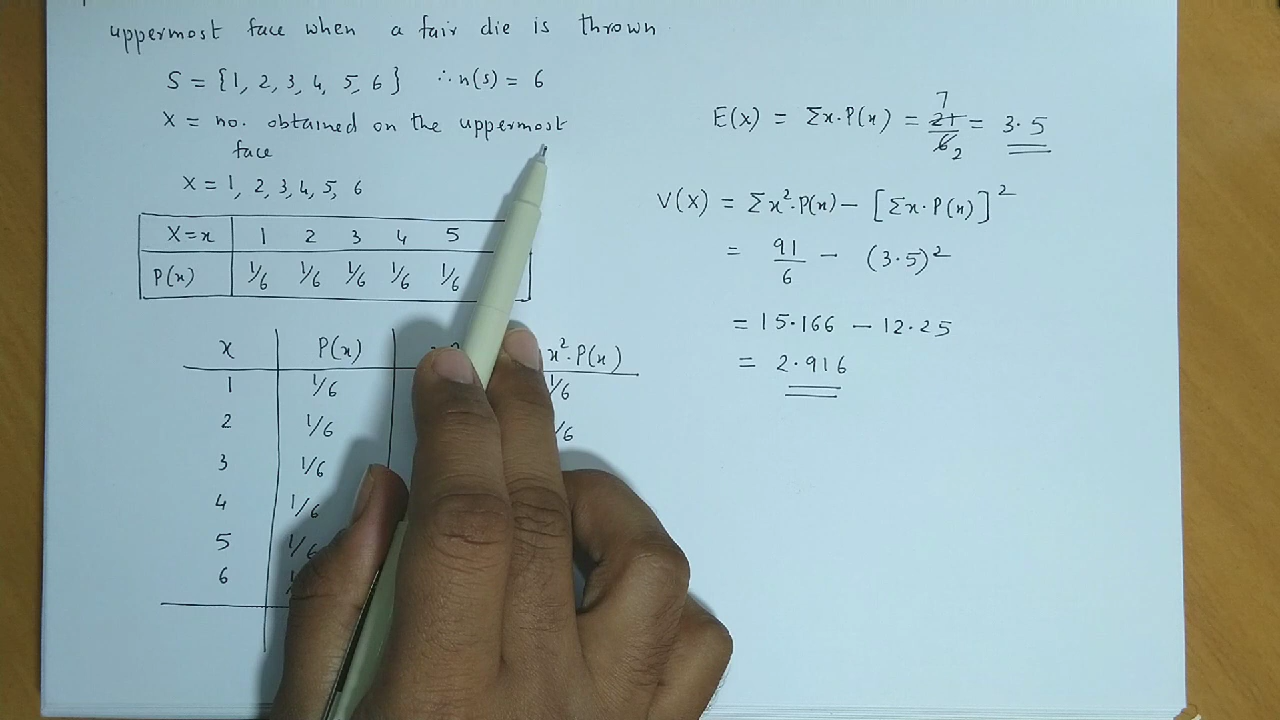 uppermost face when a fair die is thrown
S = {1, 2, 3, 4, 5, 6} ∴ n(s) = 6
X = no. obtained on the uppermost
face
X = 1, 2, 3, 4, 5, 6
X=x 1 2 3 4 5
P(x) 1/6 1/6 1/6 1/6 1/6
x P(x) x²·P(x)
1 1/6 1/6
2 1/6 /6
3 1/6
4 1/6
5 1/6
6
E(x) = Σx·P(x) = 21/6 = 3.5
7
2
V(X) = Σx²·P(x) – [Σx·P(x)]²
= 91/6 – (3.5)²
= 15.166 – 12.25
= 2.916